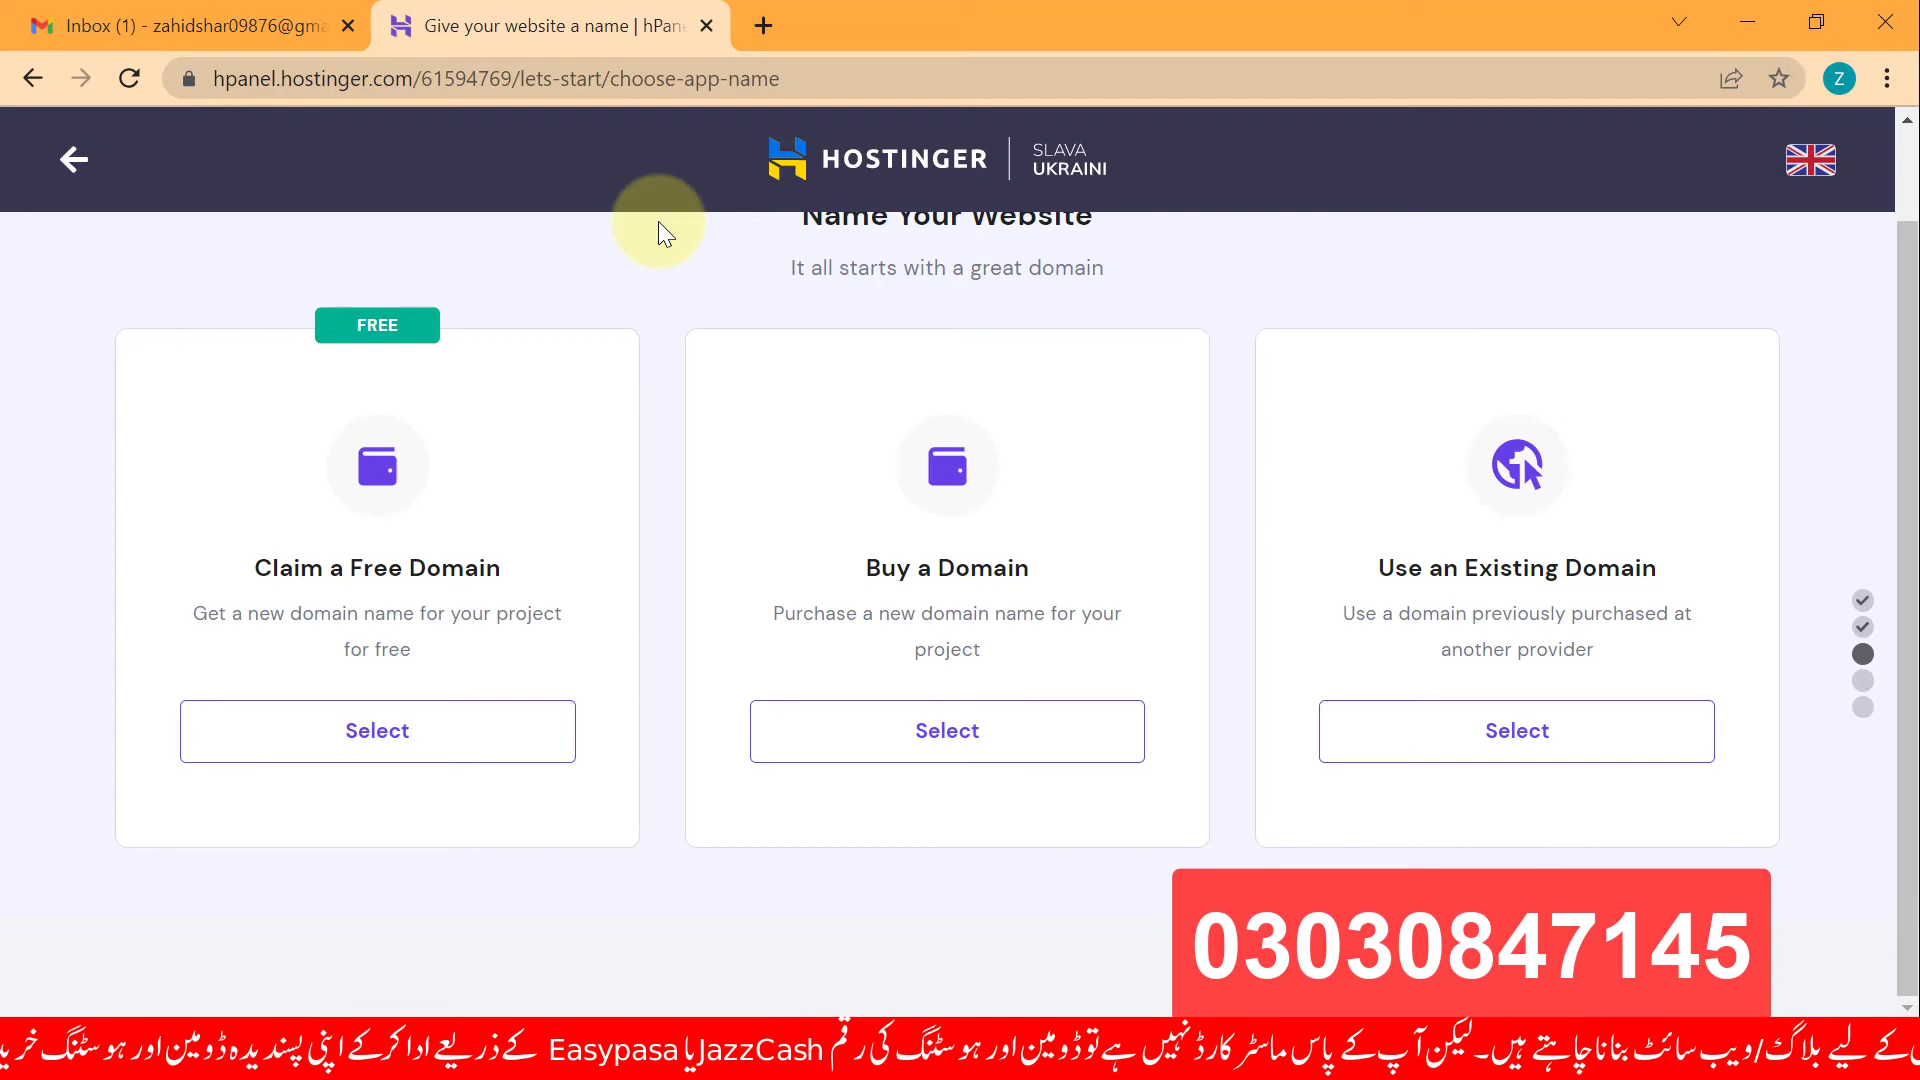 Inbox (1) - zahidshar09876@gma
Give your website a name | hPane
hpanel.hostinger.com/61594769/lets-start/choose-app-name
Z
HOSTINGER
SLAVA
UKRAINI
Name Your Website
It all starts with a great domain
FREE
Claim a Free Domain
Get a new domain name for your project
for free
Select
Buy a Domain
Purchase a new domain name for your
project
Select
Use an Existing Domain
Use a domain previously purchased at
another provider
Select
03030847145
کے لیے بلاگ/ویب سائٹ بنانا چاہتے ہیں۔ لیکن آپ کے پاس ماسٹر کارڈ نہیں ہے تو ڈومین اور ہوسٹنگ کی رقم JazzCash یا Easypasa کے ذریعے ادا کر کے اپنی پسندیدہ ڈومین اور ہوسٹنگ